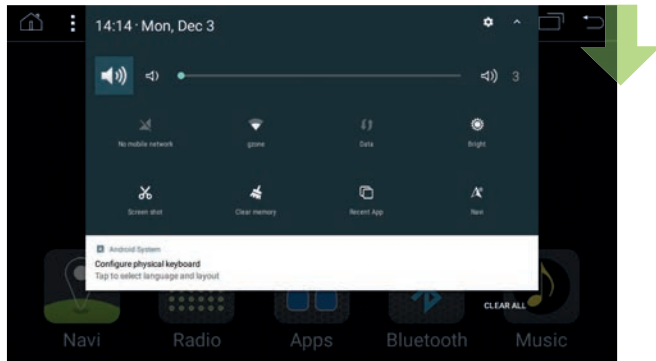 14:14 · Mon, Dec 3
3
No mobile network
gzone
Data
Bright
Screen shot
Clear memory
Recent App
Navi
Android System
Configure physical keyboard
Tap to select language and layout
CLEAR ALL
Navi
Radio
Apps
Bluetooth
Music